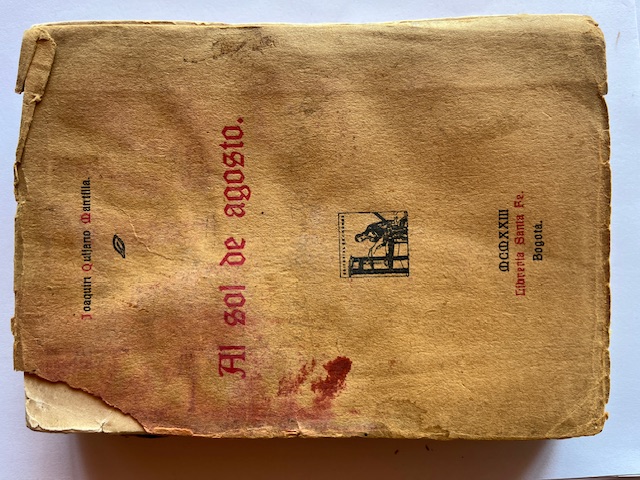 Joaquín Quijano Mantilla.
Al sol de agosto.
MCMXXIII
Librería Santa Fe.
Bogotá.